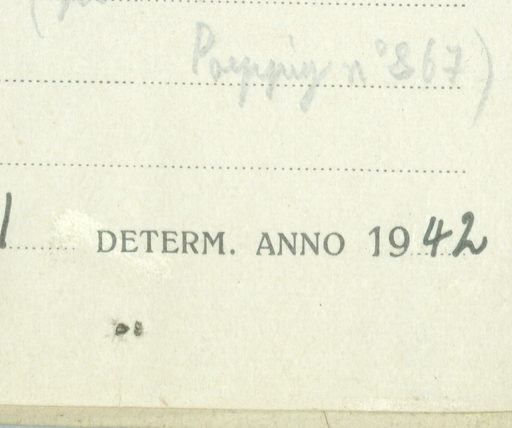 Poeppig n° 867)
DETERM. ANNO 1942